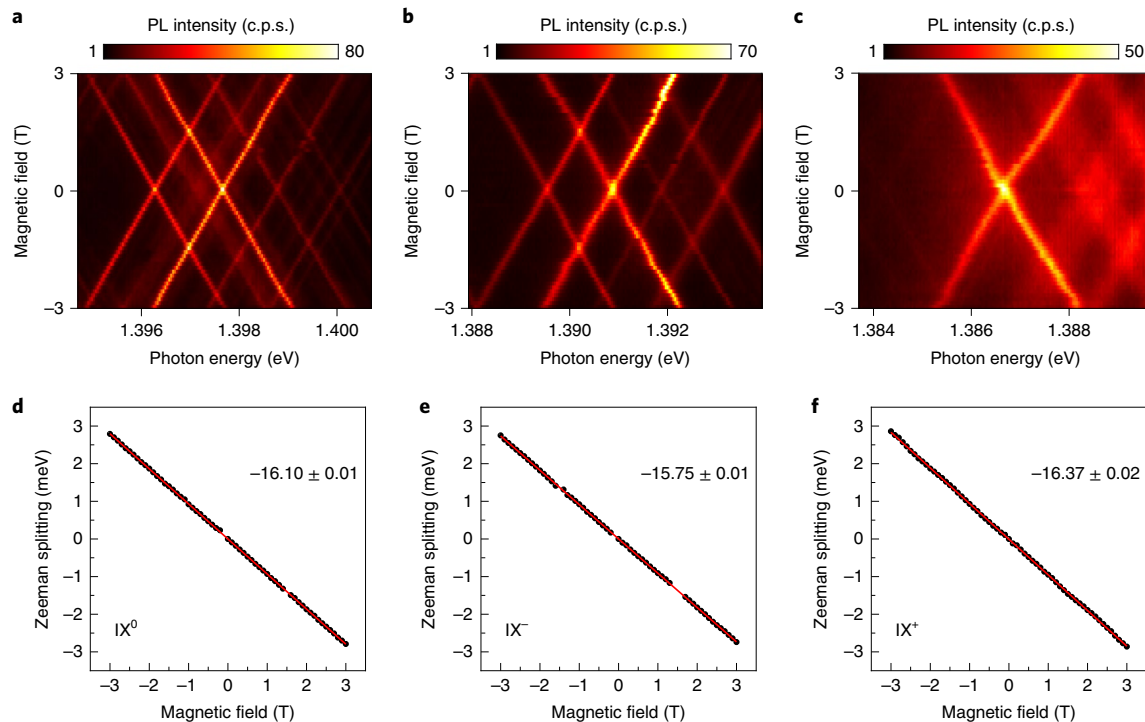 a
PL intensity (c.p.s.)
1
80
3
0
−3
Magnetic field (T)
1.396
1.398
1.400
Photon energy (eV)
b
PL intensity (c.p.s.)
1
70
3
0
−3
Magnetic field (T)
1.388
1.390
1.392
Photon energy (eV)
c
PL intensity (c.p.s.)
1
50
3
0
−3
Magnetic field (T)
1.384
1.386
1.388
Photon energy (eV)
d
3
2
1
0
−1
−2
−3
Zeeman splitting (meV)
−16.10 ± 0.01
IX⁰
−3 −2 −1 0 1 2 3
Magnetic field (T)
e
3
2
1
0
−1
−2
−3
Zeeman splitting (meV)
−15.75 ± 0.01
IX⁻
−3 −2 −1 0 1 2 3
Magnetic field (T)
f
3
2
1
0
−1
−2
−3
Zeeman splitting (meV)
−16.37 ± 0.02
IX⁺
−3 −2 −1 0 1 2 3
Magnetic field (T)